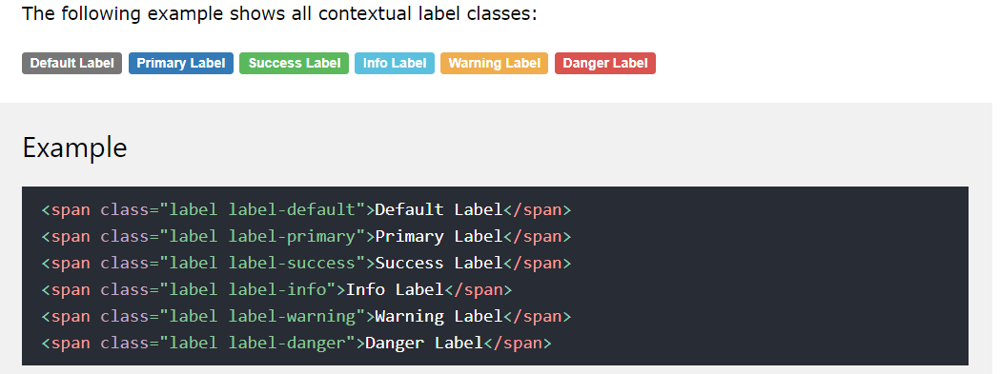 The following example shows all contextual label classes:
Default Label Primary Label Success Label Info Label Warning Label Danger Label
Example
<span class="label label-default">Default Label</span>
<span class="label label-primary">Primary Label</span>
<span class="label label-success">Success Label</span>
<span class="label label-info">Info Label</span>
<span class="label label-warning">Warning Label</span>
<span class="label label-danger">Danger Label</span>